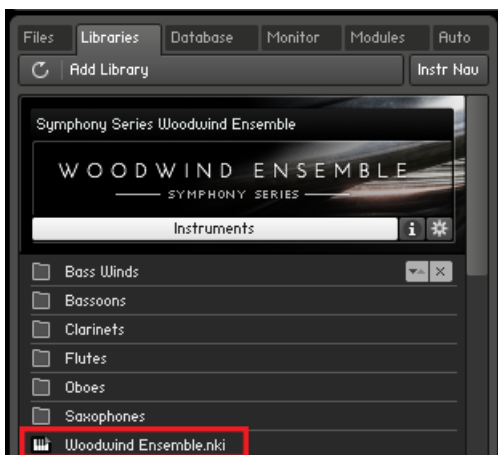 Files Libraries Database Monitor Modules Auto
Add Library Instr Nav
Symphony Series Woodwind Ensemble
WOODWIND ENSEMBLE
SYMPHONY SERIES
Instruments i
Bass Winds
Bassoons
Clarinets
Flutes
Oboes
Saxophones
Woodwind Ensemble.nki